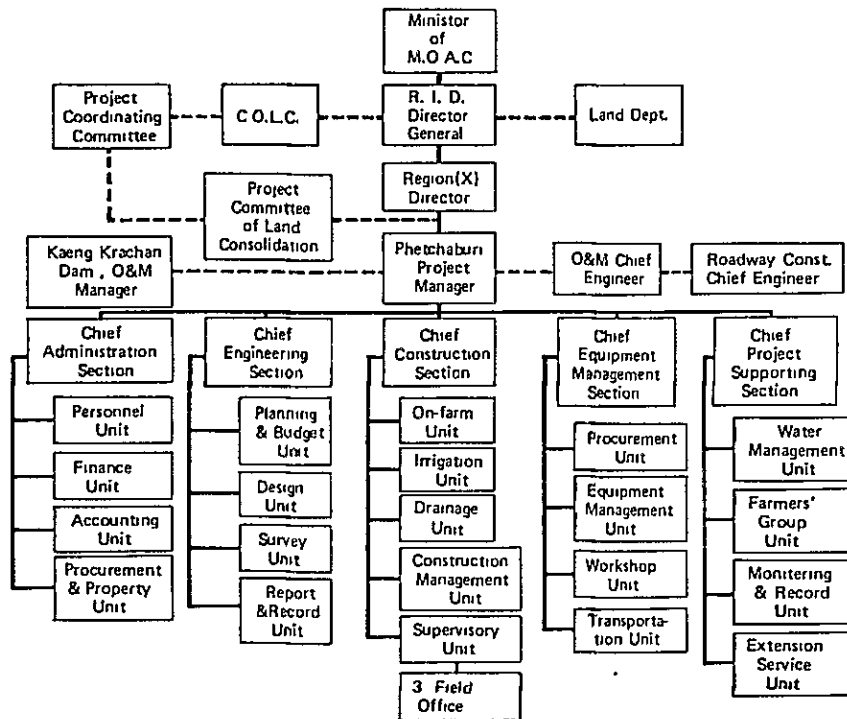 Ministor
of
M.O.A.C
Project
Coordinating
Committee
C.O.L.C.
R. I. D.
Director
General
Land Dept.
Region(X)
Director
Project
Committee
of Land
Consolidation
Kaeng Krachan
Dam , O&M
Manager
Phetchaburi
Project
Manager
O&M Chief
Engineer
Roadway Const.
Chief Engineer
Chief
Administration
Section
Personnel
Unit
Finance
Unit
Accounting
Unit
Procurement
& Property
Unit
Chief
Engineering
Section
Planning
& Budget
Unit
Design
Unit
Survey
Unit
Report
&Record
Unit
Chief
Construction
Section
On-farm
Unit
Irrigation
Unit
Drainage
Unit
Construction
Management
Unit
Supervisory
Unit
3 Field
Office
Chief
Equipment
Management
Section
Procurement
Unit
Equipment
Management
Unit
Workshop
Unit
Transporta-
tion Unit
Chief
Project
Supporting
Section
Water
Management
Unit
Farmers'
Group
Unit
Monitering
& Record
Unit
Extension
Service
Unit